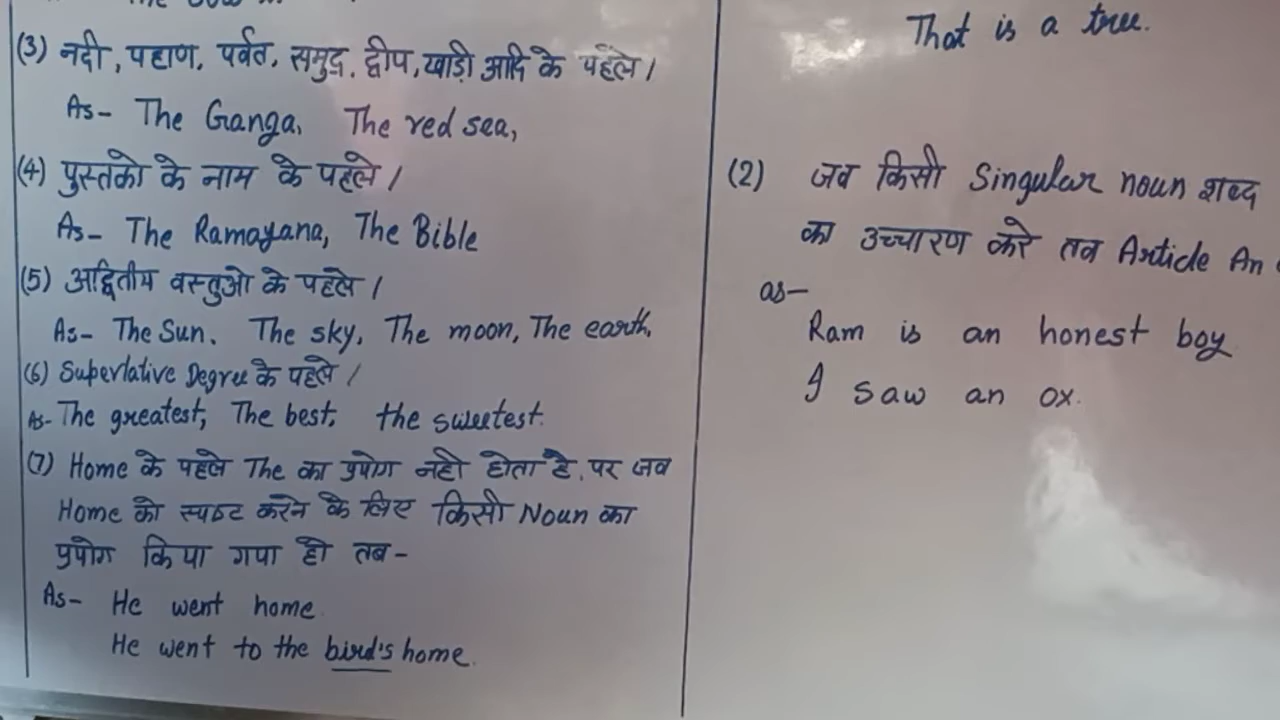 (3) नदी, पहाण, पर्वत, समुद्र, द्वीप, खाड़ी आदि के पहले।
As- The Ganga, The red sea,
(4) पुस्तको के नाम के पहले।
As- The Ramayana, The Bible
(5) अद्वितीय वस्तुओ के पहले।
As- The Sun, The sky, The moon, The earth,
(6) Superlative Degree के पहले।
As- The greatest, The best, the sweetest.
(7) Home के पहले The का प्रयोग नही होता है, पर जब
Home को स्पष्ट करने के लिए किसी Noun का
प्रयोग किया गया हो तब-
As- He went home.
He went to the bird's home.
That is a tree.
(2) जब किसी Singular noun शब्द
का उच्चारण करे तब Article An
as-
Ram is an honest boy
I saw an ox.